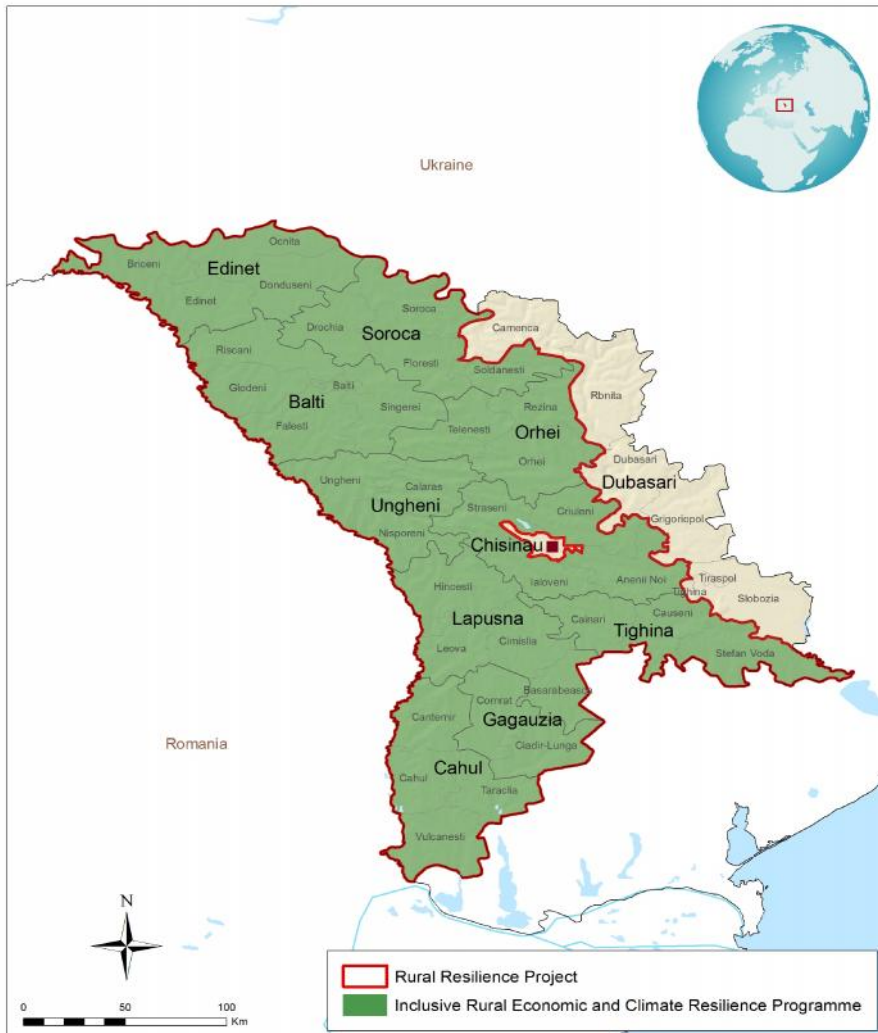 Ukraine
Ocnita
Briceni
Edinet
Donduseni
Edinet
Soroca
Camenca
Drochia
Soroca
Riscani
Floresti
Soldanesti
Glodeni
Balti
Rbnita
Balti
Singerei
Rezina
Falesti
Telenesti
Orhei
Dubasari
Orhei
Ungheni
Dubasari
Calaras
Ungheni
Straseni
Criuleni
Grigoriopol
Nisporeni
Chisinau
Ialoveni
Anenii Noi
Tiraspol
Hincesti
Tighina
Slobozia
Lapusna
Cainari
Causeni
Tighina
Cimislia
Leova
Stefan Voda
Basarabeasca
Comrat
Cantemir
Gagauzia
Romania
Ciadir-Lunga
Cahul
Cahul
Taraclia
Vulcanesti
N
Rural Resilience Project
Inclusive Rural Economic and Climate Resilience Programme
0 50 100
Km